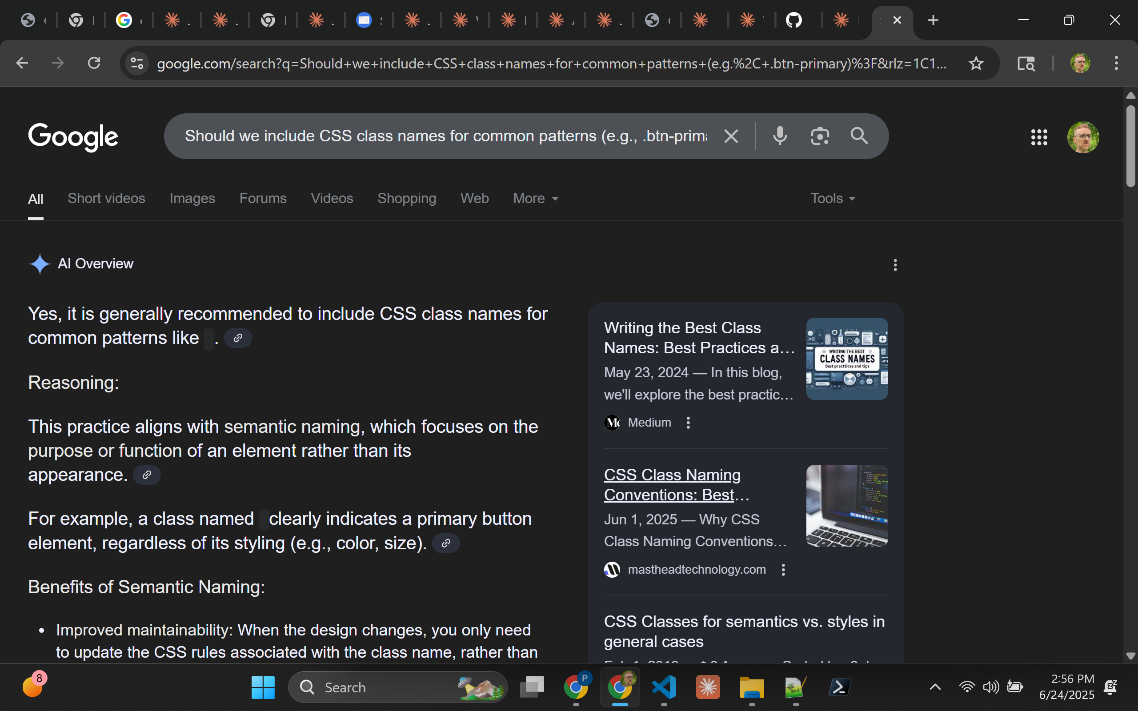 google.com/search?q=Should+we+include+CSS+class+names+for+common+patterns+(e.g.%2C+.btn-primary)%3F&rlz=1C1...
Google
Should we include CSS class names for common patterns (e.g., .btn-prim
All Short videos Images Forums Videos Shopping Web More Tools
AI Overview
Yes, it is generally recommended to include CSS class names for
common patterns like .
Reasoning:
This practice aligns with semantic naming, which focuses on the
purpose or function of an element rather than its
appearance.
For example, a class named clearly indicates a primary button
element, regardless of its styling (e.g., color, size).
Benefits of Semantic Naming:
• Improved maintainability: When the design changes, you only need
to update the CSS rules associated with the class name, rather than
Writing the Best Class
Names: Best Practices a...
May 23, 2024 — In this blog,
we'll explore the best practic...
WRITING THE BEST
CLASS NAMES
Best practices and tips
Medium
CSS Class Naming
Conventions: Best...
Jun 1, 2025 — Why CSS
Class Naming Conventions...
mastheadtechnology.com
CSS Classes for semantics vs. styles in
general cases
8
Search
P
2:56 PM
6/24/2025